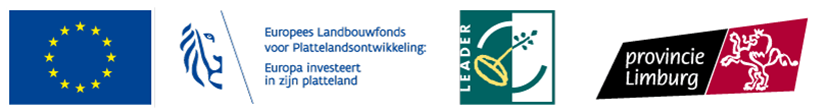 Europees Landbouwfonds
voor Plattelandsontwikkeling:
Europa investeert
in zijn platteland
LEADER
provincie
Limburg